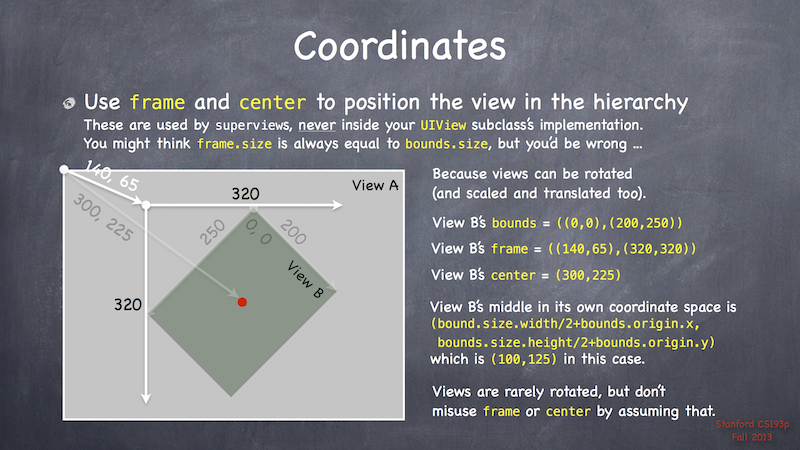 Coordinates
Use frame and center to position the view in the hierarchy
These are used by superviews, never inside your UIView subclass's implementation.
You might think frame.size is always equal to bounds.size, but you'd be wrong ...
140, 65
300, 225
320
View A
250
0, 0
200
View B
320
Because views can be rotated
(and scaled and translated too).
View B's bounds = ((0,0),(200,250))
View B's frame = ((140,65),(320,320))
View B's center = (300,225)
View B's middle in its own coordinate space is
(bound.size.width/2+bounds.origin.x,
bounds.size.height/2+bounds.origin.y)
which is (100,125) in this case.
Views are rarely rotated, but don't
misuse frame or center by assuming that.
Stanford CS193p
Fall 2013